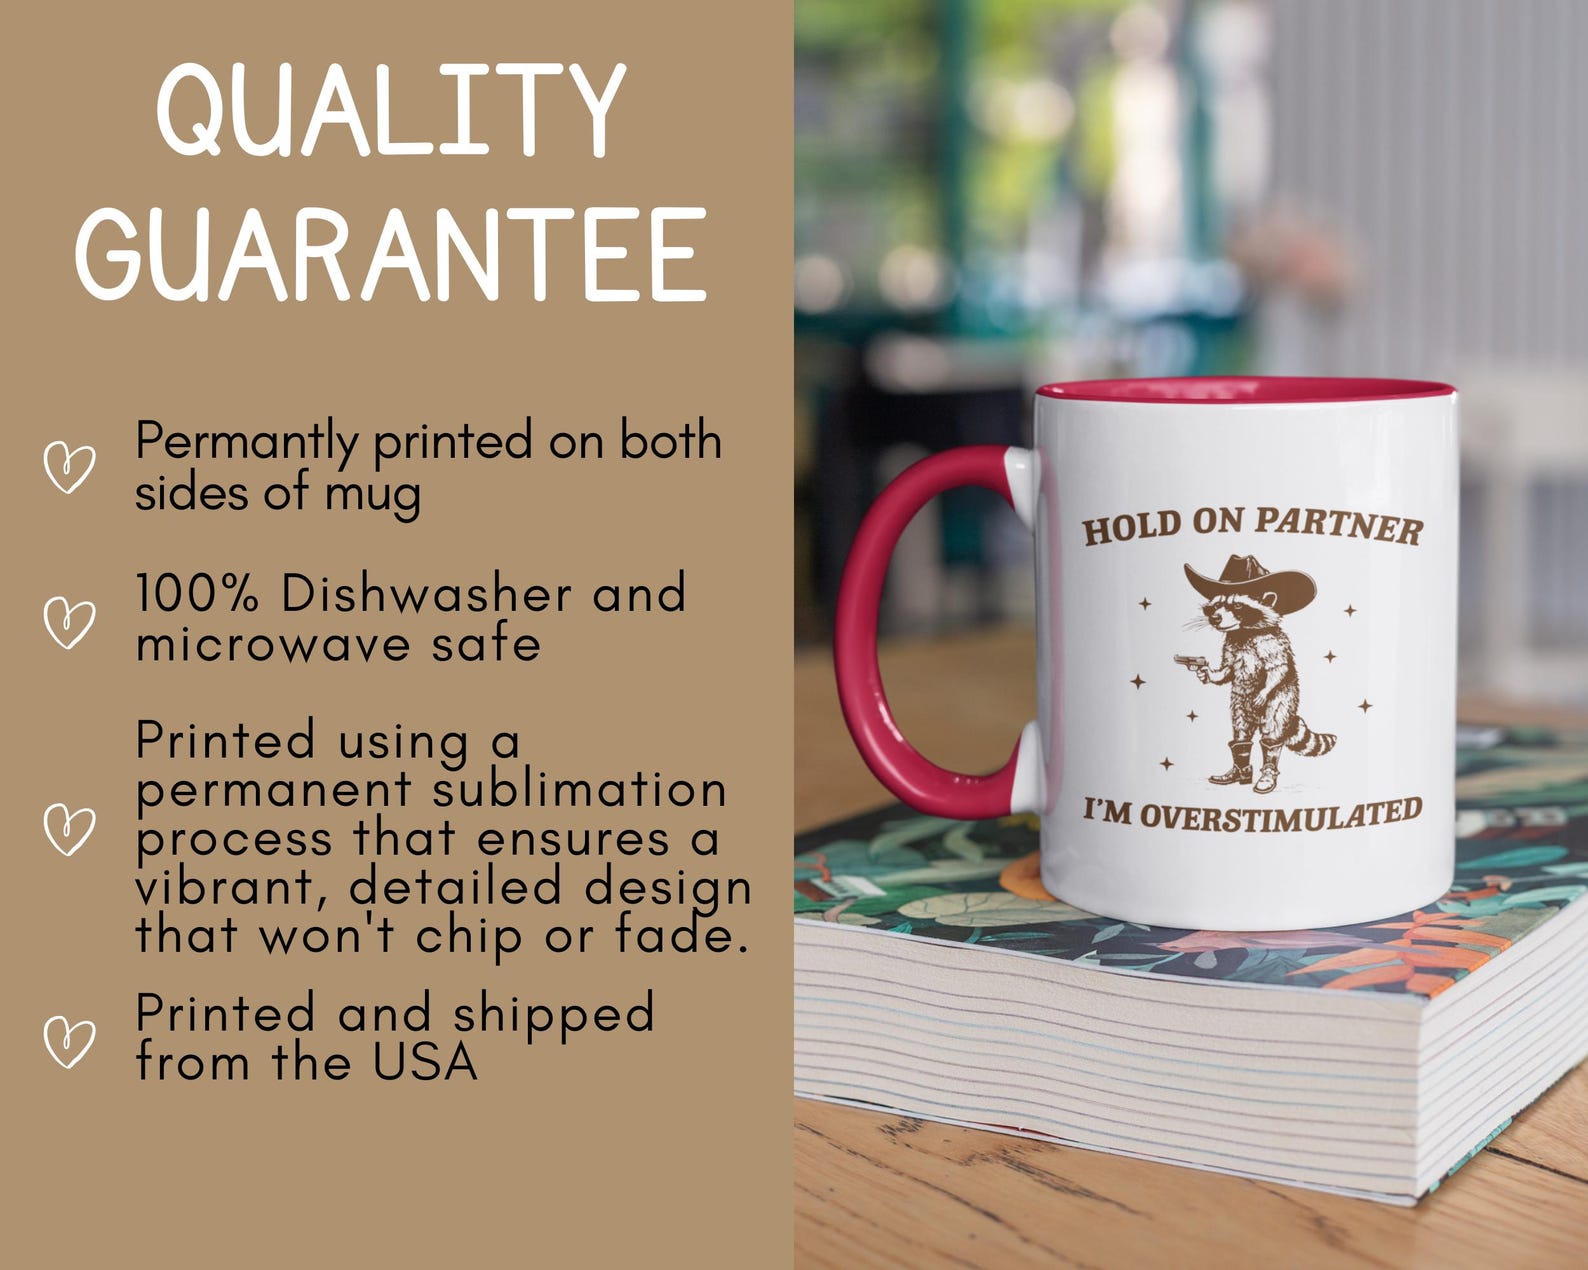 QUALITY
GUARANTEE
Permantly printed on both
sides of mug
100% Dishwasher and
microwave safe
Printed using a
permanent sublimation
process that ensures a
vibrant, detailed design
that won't chip or fade.
Printed and shipped
from the USA
HOLD ON PARTNER
I'M OVERSTIMULATED